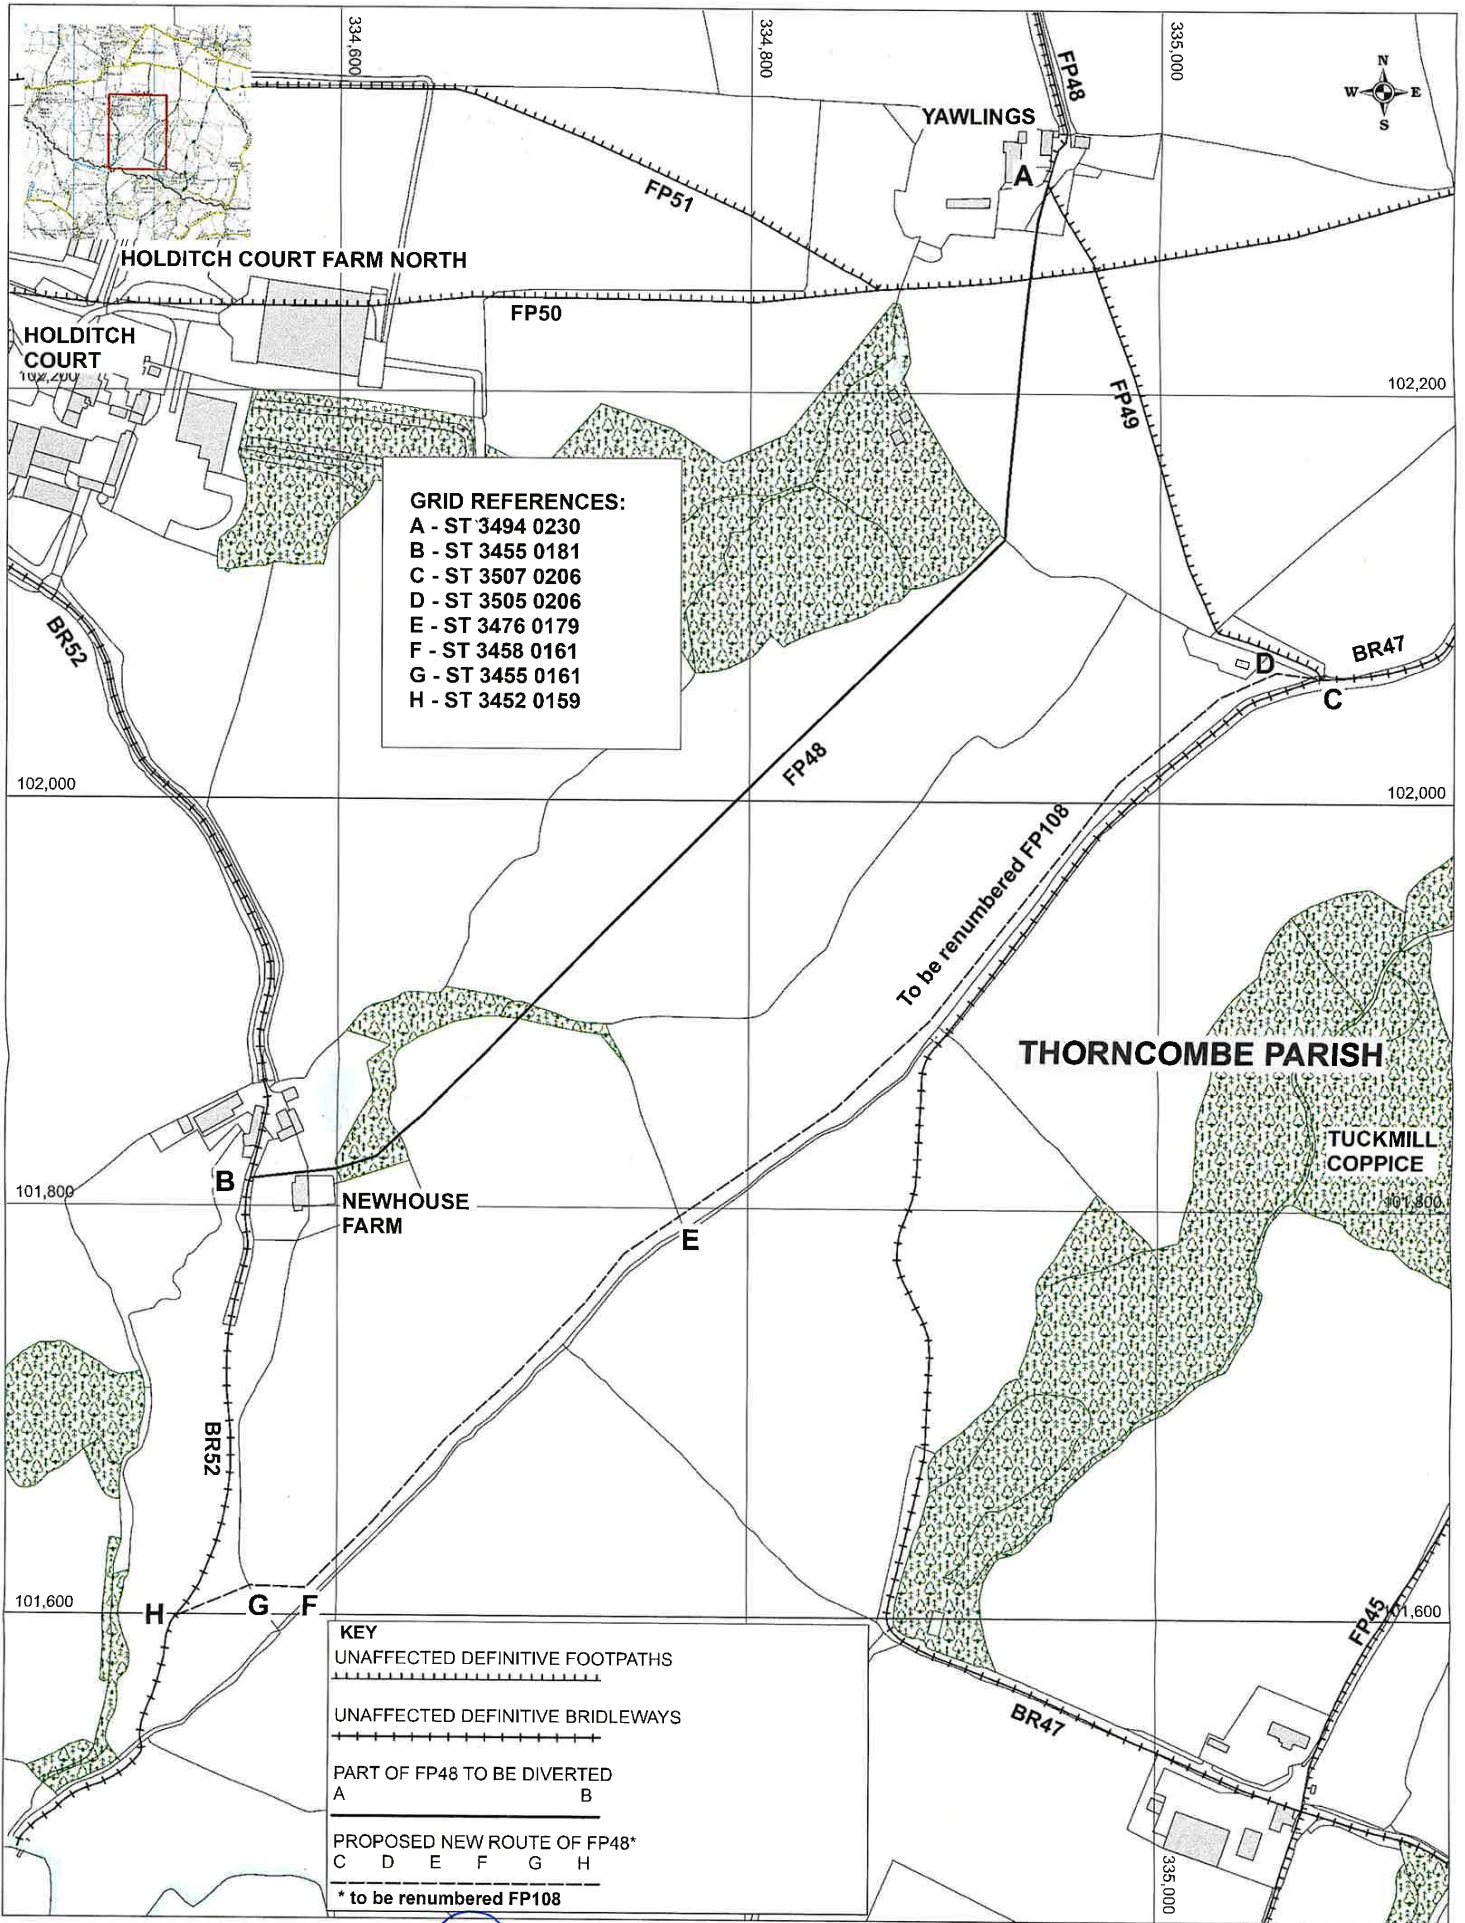 334,600
334,800
335,000
N
W E
S
FP48
YAWLINGS
A
FP51
HOLDITCH COURT FARM NORTH
FP50
HOLDITCH
COURT
102,200
102,200
FP49
GRID REFERENCES:
A - ST 3494 0230
B - ST 3455 0181
C - ST 3507 0206
D - ST 3505 0206
E - ST 3476 0179
F - ST 3458 0161
G - ST 3455 0161
H - ST 3452 0159
BR52
BR47
D
C
FP48
102,000
102,000
To be renumbered FP108
THORNCOMBE PARISH
TUCKMILL
COPPICE
B
101,800
101,800
NEWHOUSE
FARM
E
BR52
H
G
F
101,600
101,600
FP45
BR47
335,000
KEY
UNAFFECTED DEFINITIVE FOOTPATHS
UNAFFECTED DEFINITIVE BRIDLEWAYS
PART OF FP48 TO BE DIVERTED
A B
PROPOSED NEW ROUTE OF FP48*
C D E F G H
* to be renumbered FP108